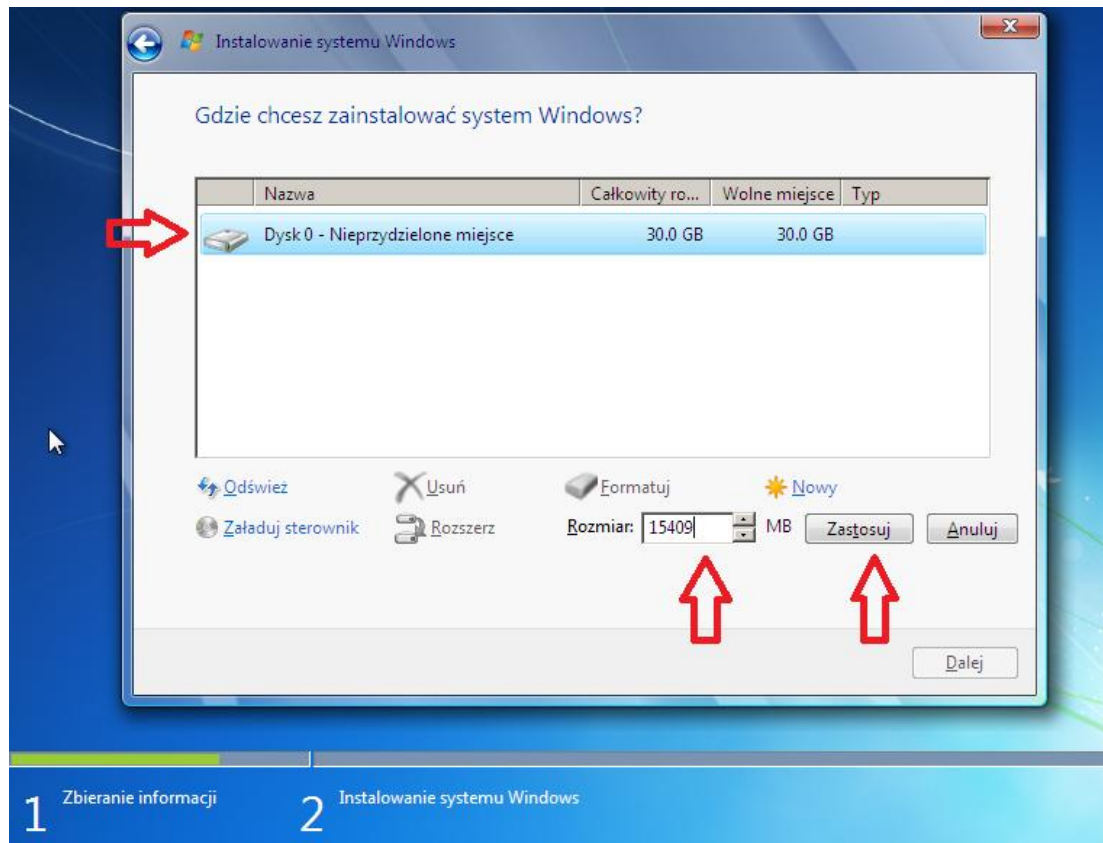 Instalowanie systemu Windows
Gdzie chcesz zainstalować system Windows?
Nazwa Całkowity ro... Wolne miejsce Typ
Dysk 0 - Nieprzydzielone miejsce 30.0 GB 30.0 GB
Odśwież Usuń Formatuj Nowy
Załaduj sterownik Rozszerz Rozmiar: 15409 MB Zastosuj Anuluj
Dalej
1 Zbieranie informacji 2 Instalowanie systemu Windows